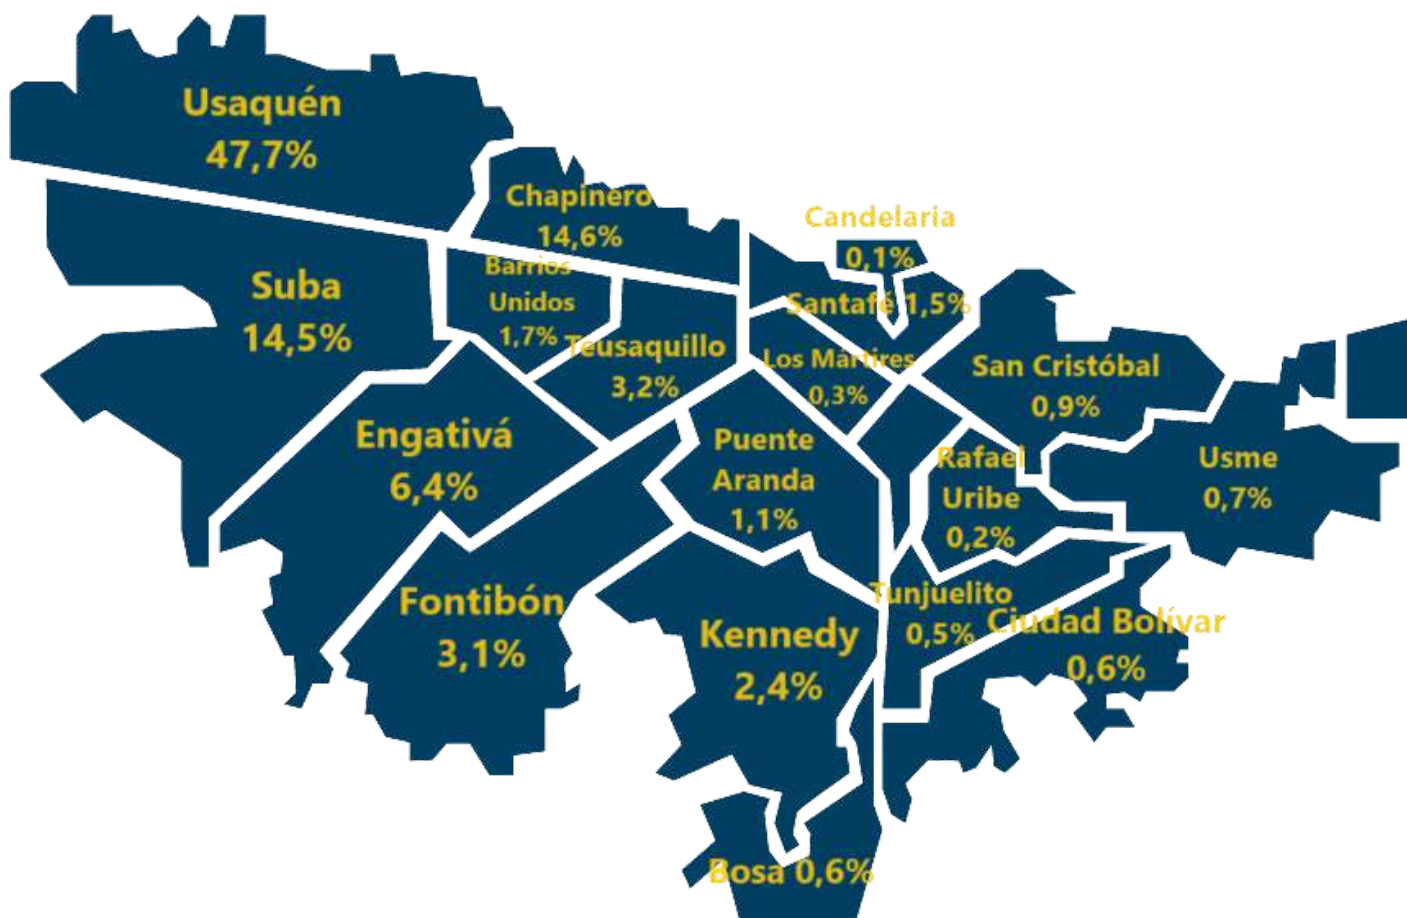 Usaquén
47,7%
Chapinero
14,6%
Candelaria
0,1%
Suba
14,5%
Barrios
Unidos
1,7%
Teusaquillo
3,2%
Santafé 1,5%
Los Mártires
0,3%
San Cristóbal
0,9%
Engativá
6,4%
Puente
Aranda
1,1%
Rafael
Uribe
0,2%
Usme
0,7%
Fontibón
3,1%
Kennedy
2,4%
Tunjuelito
0,5%
Ciudad Bolívar
0,6%
Bosa 0,6%